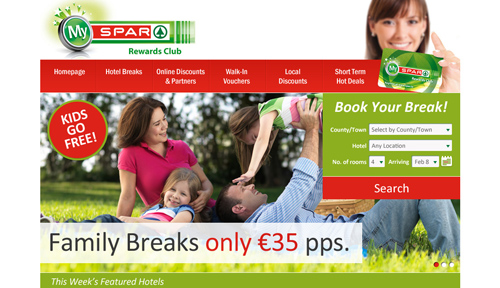 My SPAR
Rewards Club
My SPAR
Homepage
Hotel Breaks
Online Discounts
& Partners
Walk-In
Vouchers
Local
Discounts
Short Term
Hot Deals
KIDS
GO
FREE!
Book Your Break!
County/Town Select by County/Town
Hotel Any Location
No. of rooms 4 Arriving Feb 8
Search
Family Breaks only €35 pps.
This Week's Featured Hotels